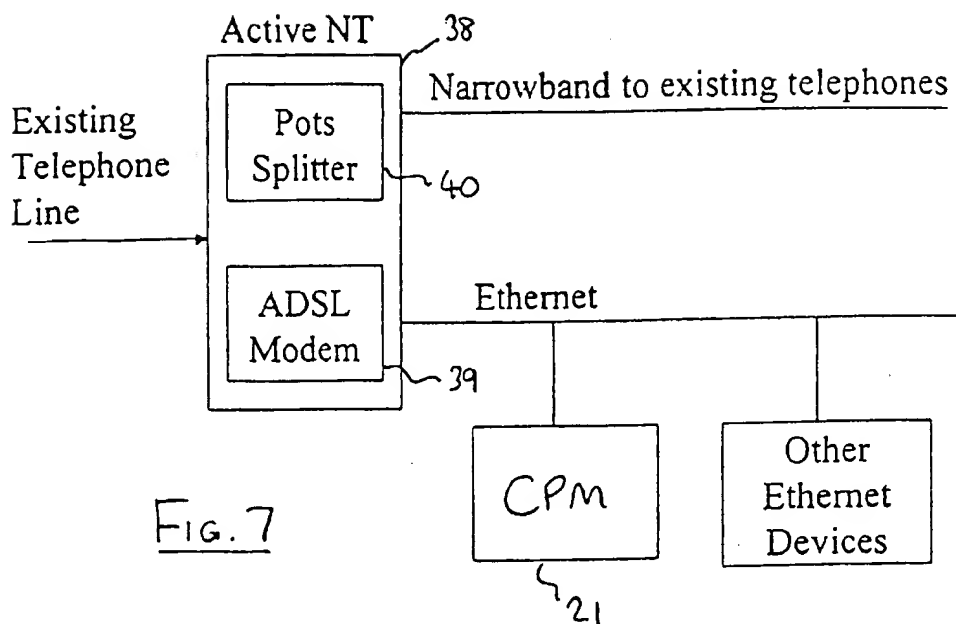 Active NT
38
Narrowband to existing telephones
Existing
Telephone
Line
Pots
Splitter
40
Ethernet
ADSL
Modem
39
CPM
21
Other
Ethernet
Devices
FIG. 7